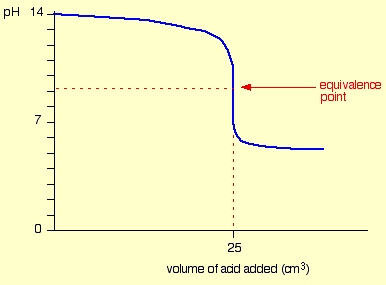 pH 14
equivalence
point
7
0
25
volume of acid added (cm3)